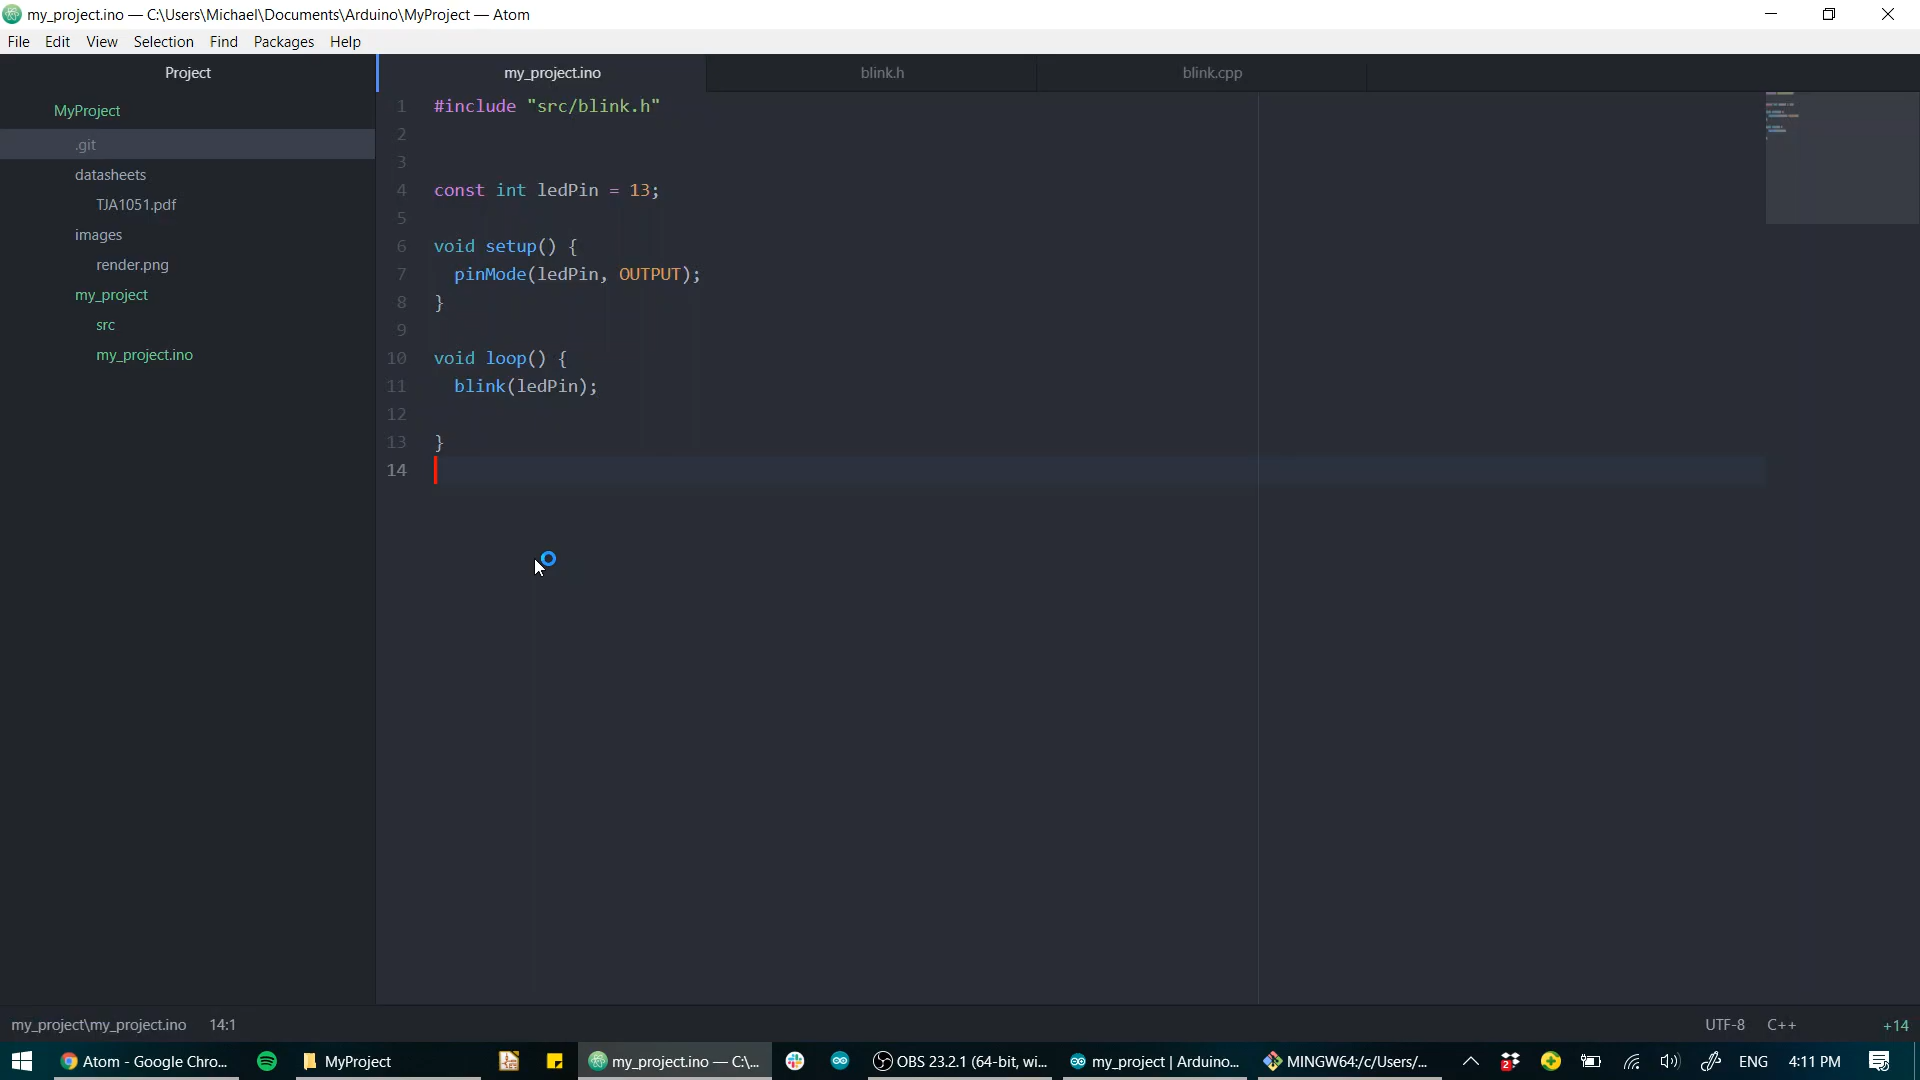 my_project.ino — C:\Users\Michael\Documents\Arduino\MyProject — Atom
File Edit View Selection Find Packages Help
Project
my_project.ino
blink.h
blink.cpp
MyProject
.git
datasheets
TJA1051.pdf
images
render.png
my_project
src
my_project.ino
1 #include "src/blink.h"
2
3
4 const int ledPin = 13;
5
6 void setup() {
7 pinMode(ledPin, OUTPUT);
8 }
9
10 void loop() {
11 blink(ledPin);
12
13 }
14
my_project\my_project.ino 14:1
UTF-8 C++ +14
Atom - Google Chro...
MyProject
my_project.ino — C:\...
OBS 23.2.1 (64-bit, wi...
my_project | Arduino...
MINGW64:/c/Users/...
2
ENG
4:11 PM